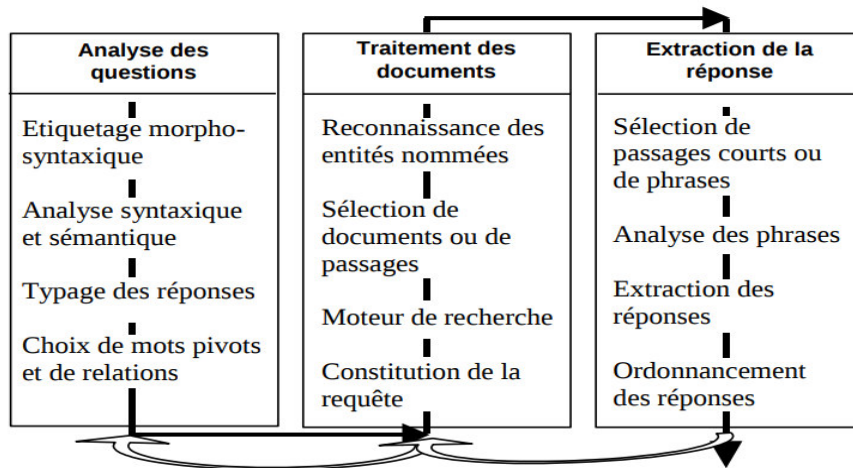 Analyse des
questions
Etiquetage morpho-
syntaxique
Analyse syntaxique
et sémantique
Typage des réponses
Choix de mots pivots
et de relations
Traitement des
documents
Reconnaissance des
entités nommées
Sélection de
documents ou de
passages
Moteur de recherche
Constitution de la
requête
Extraction de la
réponse
Sélection de
passages courts ou
de phrases
Analyse des phrases
Extraction des
réponses
Ordonnancement
des réponses